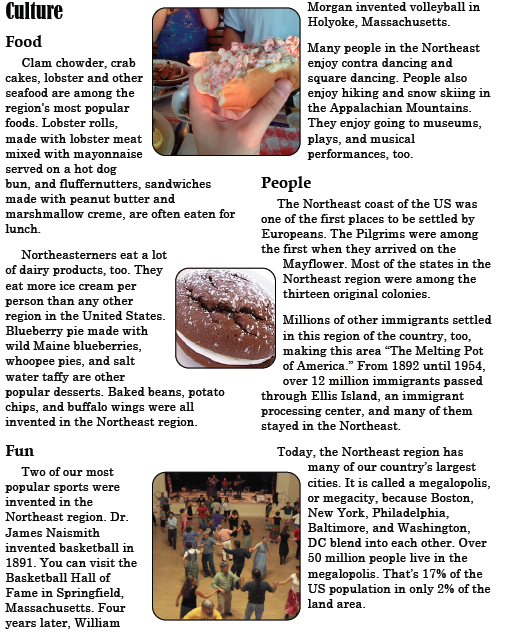 Culture
Food
Clam chowder, crab
cakes, lobster and other
seafood are among the
region's most popular
foods. Lobster rolls,
made with lobster meat
mixed with mayonnaise
served on a hot dog
bun, and fluffernutters, sandwiches
made with peanut butter and
marshmallow creme, are often eaten for
lunch.
Northeasterners eat a lot
of dairy products, too. They
eat more ice cream per
person than any other
region in the United States.
Blueberry pie made with
wild Maine blueberries,
whoopee pies, and salt
water taffy are other
popular desserts. Baked beans, potato
chips, and buffalo wings were all
invented in the Northeast region.
Fun
Two of our most
popular sports were
invented in the
Northeast region. Dr.
James Naismith
invented basketball in
1891. You can visit the
Basketball Hall of
Fame in Springfield,
Massachusetts. Four
years later, William
Morgan invented volleyball in
Holyoke, Massachusetts.
Many people in the Northeast
enjoy contra dancing and
square dancing. People also
enjoy hiking and snow skiing in
the Appalachian Mountains.
They enjoy going to museums,
plays, and musical
performances, too.
People
The Northeast coast of the US was
one of the first places to be settled by
Europeans. The Pilgrims were among
the first when they arrived on the
Mayflower. Most of the states in the
Northeast region were among the
thirteen original colonies.
Millions of other immigrants settled
in this region of the country, too,
making this area “The Melting Pot
of America.” From 1892 until 1954,
over 12 million immigrants passed
through Ellis Island, an immigrant
processing center, and many of them
stayed in the Northeast.
Today, the Northeast region has
many of our country's largest
cities. It is called a megalopolis,
or megacity, because Boston,
New York, Philadelphia,
Baltimore, and Washington,
DC blend into each other. Over
50 million people live in the
megalopolis. That's 17% of the
US population in only 2% of the
land area.